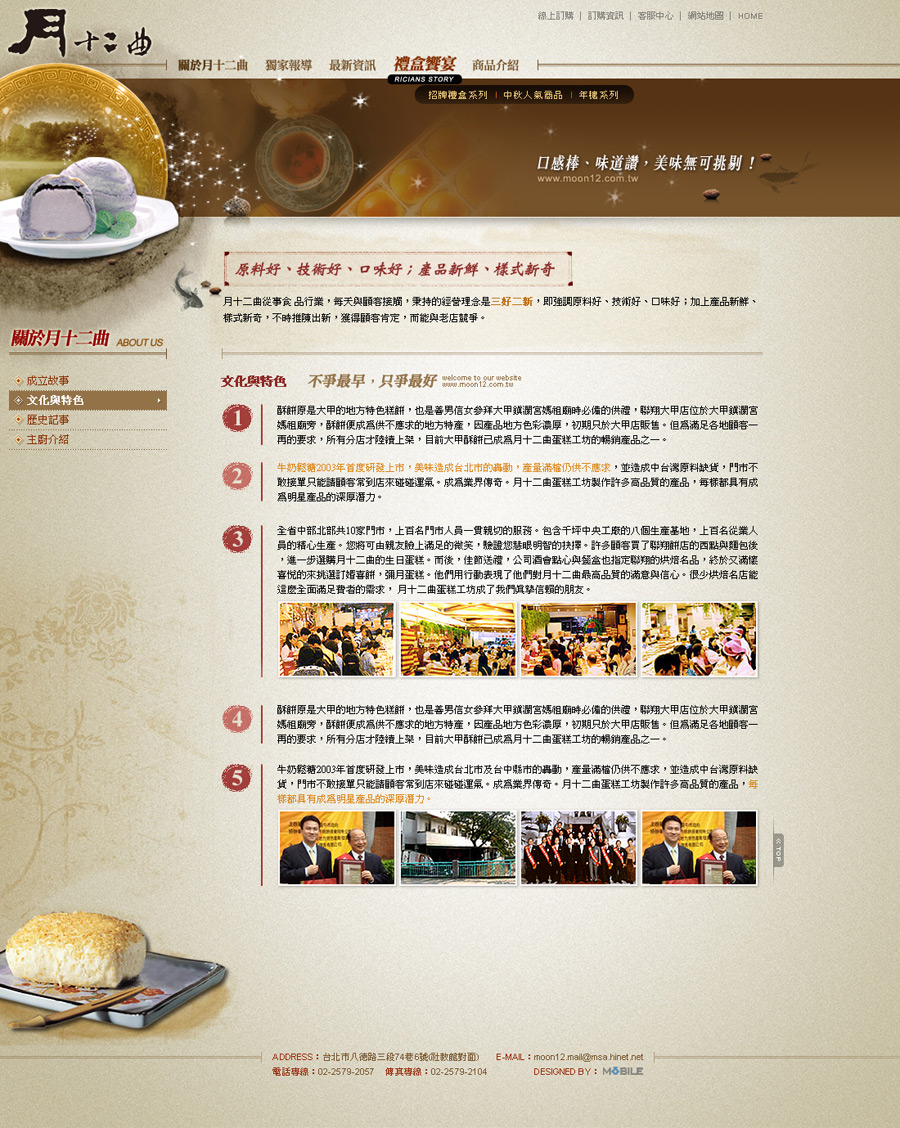 線上訂購 | 訂購資訊 | 客服中心 | 網站地圖 | HOME
月十二曲
關於月十二曲 獨家報導 最新資訊 禮盒饗宴 商品介紹
RICIANS STORY
招牌禮盒系列 | 中秋人氣商品 | 年糖系列
口感棒、味道讚，美味無可挑剔！
www.moon12.com.tw
原料好、技術好、口味好；產品新鮮、樣式新奇
月十二曲從事食品行業，每天與顧客接觸，秉持的經營理念是三好二新，即強調原料好、技術好、口味好；加上產品新鮮、
樣式新奇，不時推陳出新，獲得顧客肯定，而能與老店競爭。
關於月十二曲 ABOUT US
成立故事
文化與特色
歷史記事
主廚介紹
文化與特色 不爭最早，只爭最好 welcome to our website
www.moon12.com.tw
1
酥餅原是大甲的地方特色糕餅，也是善男信女參拜大甲鎮瀾宮媽祖廟時必備的供禮，聯翔大甲店位於大甲鎮瀾宮
媽祖廟旁，酥餅便成為供不應求的地方特產，因產品地方色彩濃厚，初期只於大甲店販售。但為滿足各地顧客一
再的要求，所有分店才陸續上架，目前大甲酥餅已成為月十二曲蛋糕工坊的暢銷產品之一。
2
牛奶鬆糖2003年首度研發上市，美味造成台北市的轟動，產量滿檔仍供不應求，並造成中台灣原料缺貨，門市不
敢接單只能請顧客常到店來碰碰運氣。成為業界傳奇。月十二曲蛋糕工坊製作許多高品質的產品，每樣都具有成
為明星產品的深厚潛力。
3
全省中部北部共10家門市，上百名門市人員一貫親切的服務。包含千坪中央工廠的八個生產基地，上百名從業人
員的精心生產。您將可由親友臉上滿足的微笑，驗證您慧眼明智的抉擇。許多顧客買了聯翔餅店的西點與麵包後
，進一步選購月十二曲的生日蛋糕。而後，佳節送禮，公司酒會點心與餐盒也指定聯翔的烘焙名品，終於又滿懷
喜悅的來挑選訂婚喜餅，彌月蛋糕。他們用行動表現了他們對月十二曲最高品質的滿意與信心。很少烘焙名店能
這麼全面滿足費者的需求， 月十二曲蛋糕工坊成了我們真摯信賴的朋友。
4
酥餅原是大甲的地方特色糕餅，也是善男信女參拜大甲鎮瀾宮媽祖廟時必備的供禮，聯翔大甲店位於大甲鎮瀾宮
媽祖廟旁，酥餅便成為供不應求的地方特產，因產品地方色彩濃厚，初期只於大甲店販售。但為滿足各地顧客一
再的要求，所有分店才陸續上架，目前大甲酥餅已成為月十二曲蛋糕工坊的暢銷產品之一。
5
牛奶鬆糖2003年首度研發上市，美味造成台北市及台中縣市的轟動，產量滿檔仍供不應求，並造成中台灣原料缺
貨，門市不敢接單只能請顧客常到店來碰碰運氣。成為業界傳奇。月十二曲蛋糕工坊製作許多高品質的產品，每
樣都具有成為明星產品的深厚潛力。
TOP
ADDRESS：台北市八德路三段74巷6號(社教館對面) E-MAIL：moon12.mail@msa.hinet.net
電話專線：02-2579-2057 傳真專線：02-2579-2104 DESIGNED BY： MÖBILE